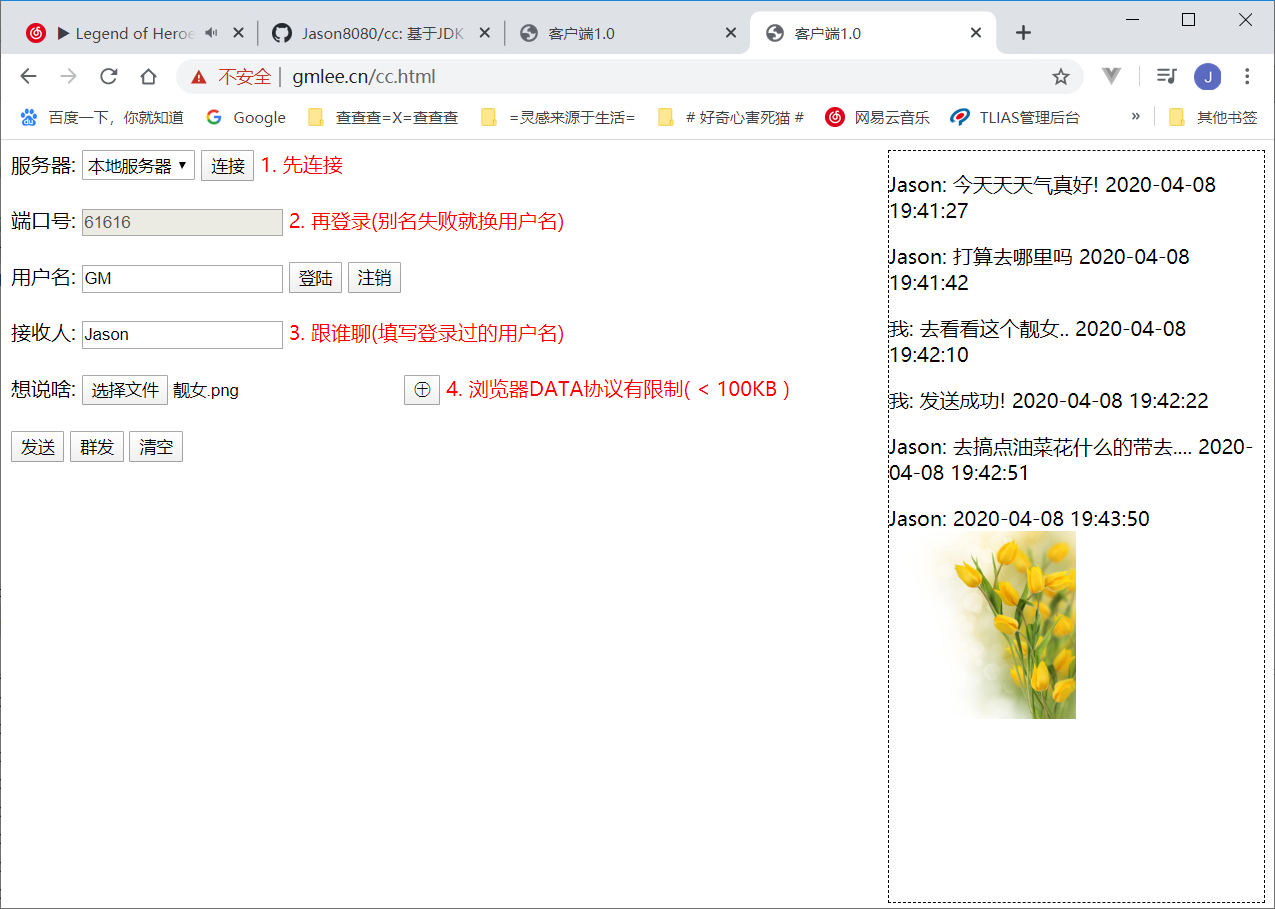 Legend of Heroe
Jason8080/cc: 基于JDK
客户端1.0
客户端1.0
不安全 | gmlee.cn/cc.html
J
百度一下，你就知道
Google
查查查=X=查查查
=灵感来源于生活=
# 好奇心害死猫 #
网易云音乐
TLIAS管理后台
»
其他书签
服务器: 本地服务器 连接 1. 先连接
端口号: 61616 2. 再登录(别名失败就换用户名)
用户名: GM 登陆 注销
接收人: Jason 3. 跟谁聊(填写登录过的用户名)
想说啥: 选择文件 靓女.png ㊉ 4. 浏览器DATA协议有限制( < 100KB )
发送 群发 清空
Jason: 今天天天气真好! 2020-04-08
19:41:27
Jason: 打算去哪里吗 2020-04-08
19:41:42
我: 去看看这个靓女.. 2020-04-08
19:42:10
我: 发送成功! 2020-04-08 19:42:22
Jason: 去搞点油菜花什么的带去.... 2020-
04-08 19:42:51
Jason: 2020-04-08 19:43:50